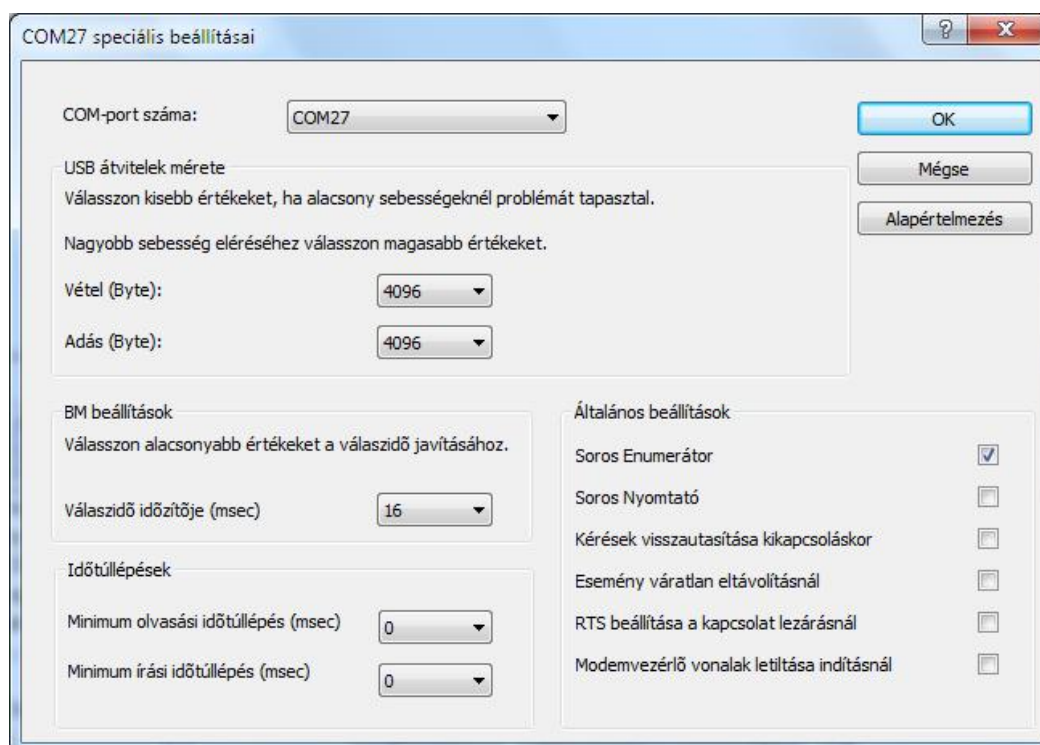 COM27 speciális beállításai
COM-port száma:
COM27
OK
Mégse
Alapértelmezés
USB átvitelek mérete
Válasszon kisebb értékeket, ha alacsony sebességeknél problémát tapasztal.
Nagyobb sebesség eléréséhez válasszon magasabb értékeket.
Vétel (Byte):
4096
Adás (Byte):
4096
BM beállítások
Válasszon alacsonyabb értékeket a válaszidõ javításához.
Válaszidõ idõzítõje (msec)
16
Idõtúllépések
Minimum olvasási idõtúllépés (msec)
0
Minimum írási idõtúllépés (msec)
0
Általános beállítások
Soros Enumerátor
Soros Nyomtató
Kérések visszautasítása kikapcsoláskor
Esemény váratlan eltávolításnál
RTS beállítása a kapcsolat lezárásnál
Modemvezérlõ vonalak letiltása indításnál